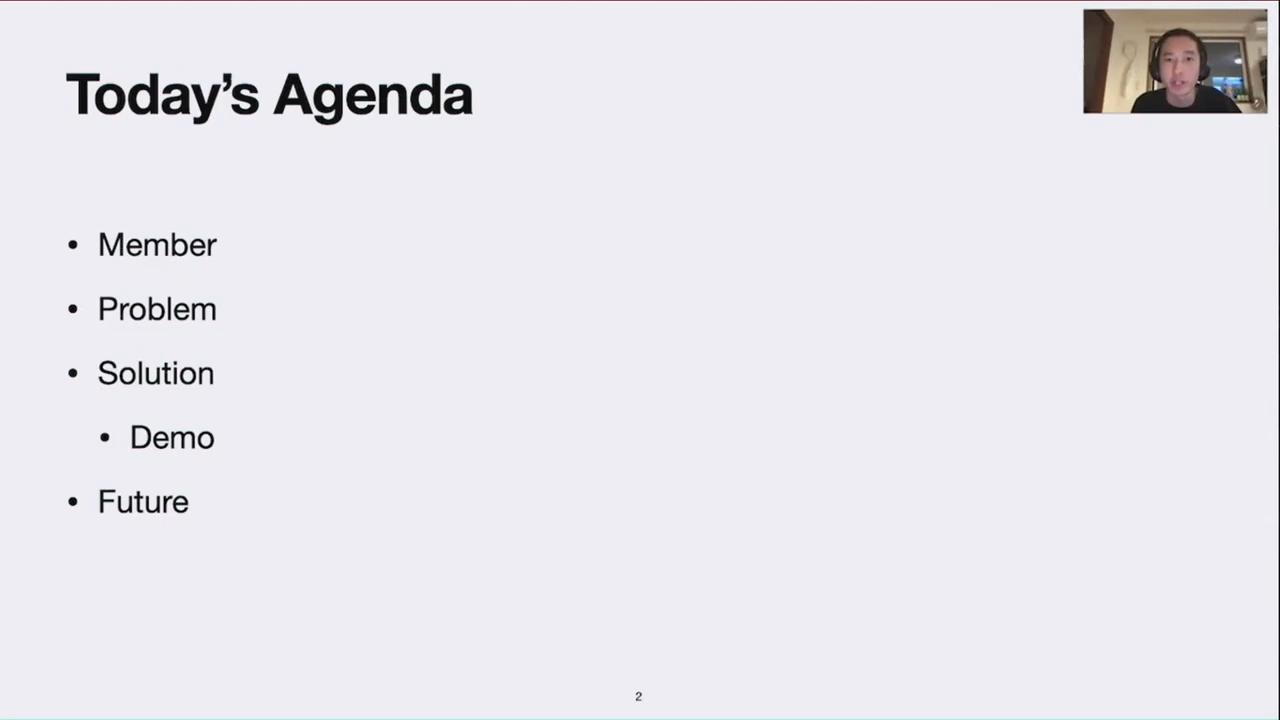 Today’s Agenda
• Member
• Problem
• Solution
• Demo
• Future
2